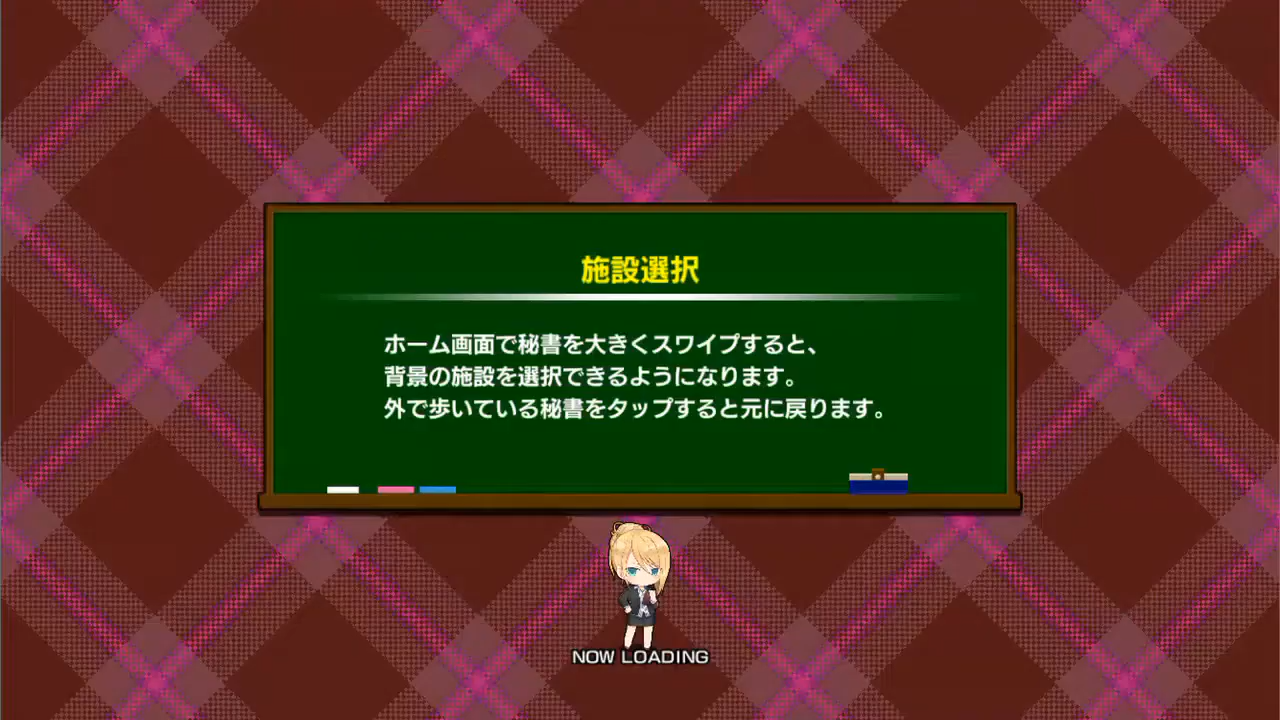 施設選択
ホーム画面で秘書を大きくスワイプすると、
背景の施設を選択できるようになります。
外で歩いている秘書をタップすると元に戻ります。
NOW LOADING